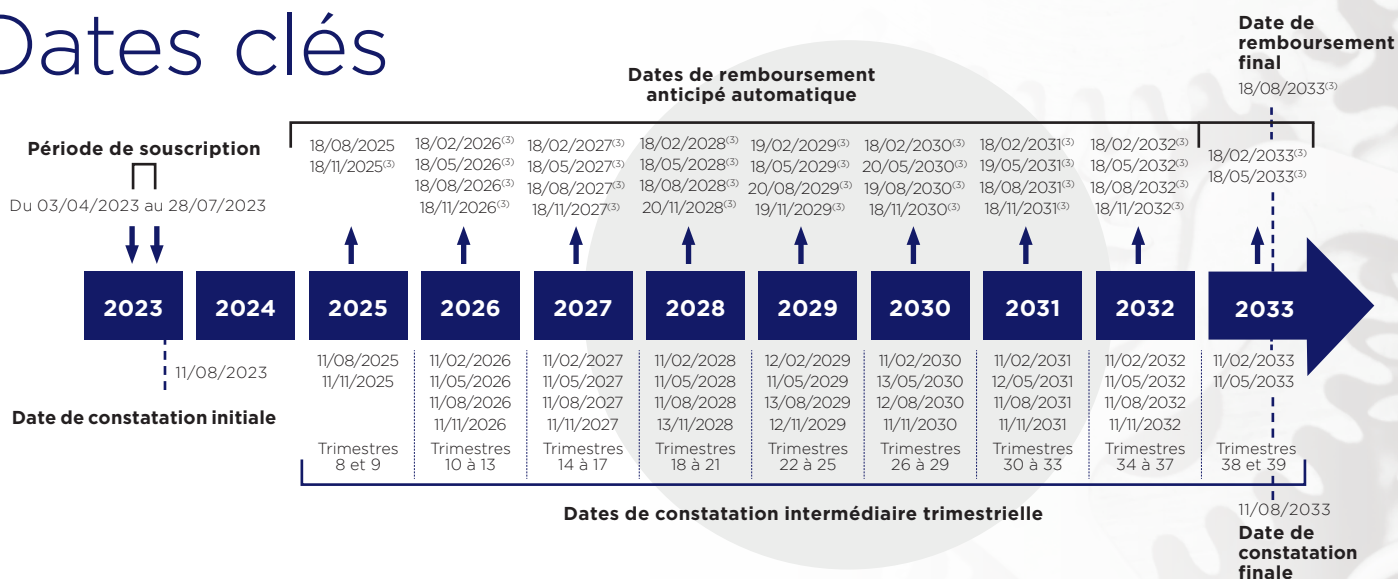 Dates clés
Date de
remboursement
final
18/08/2033(3)
Dates de remboursement
anticipé automatique
Période de souscription
Du 03/04/2023 au 28/07/2023
18/08/2025
18/11/2025(3)
18/02/2026(3)
18/05/2026(3)
18/08/2026(3)
18/11/2026(3)
18/02/2027(3)
18/05/2027(3)
18/08/2027(3)
18/11/2027(3)
18/02/2028(3)
18/05/2028(3)
18/08/2028(3)
20/11/2028(3)
19/02/2029(3)
18/05/2029(3)
20/08/2029(3)
19/11/2029(3)
18/02/2030(3)
20/05/2030(3)
19/08/2030(3)
18/11/2030(3)
18/02/2031(3)
19/05/2031(3)
18/08/2031(3)
18/11/2031(3)
18/02/2032(3)
18/05/2032(3)
18/08/2032(3)
18/11/2032(3)
18/02/2033(3)
18/05/2033(3)
2023
2024
2025
2026
2027
2028
2029
2030
2031
2032
2033
11/08/2023
Date de constatation initiale
11/08/2025
11/11/2025
Trimestres
8 et 9
11/02/2026
11/05/2026
11/08/2026
11/11/2026
Trimestres
10 à 13
11/02/2027
11/05/2027
11/08/2027
11/11/2027
Trimestres
14 à 17
11/02/2028
11/05/2028
11/08/2028
13/11/2028
Trimestres
18 à 21
12/02/2029
11/05/2029
13/08/2029
12/11/2029
Trimestres
22 à 25
11/02/2030
13/05/2030
12/08/2030
11/11/2030
Trimestres
26 à 29
11/02/2031
12/05/2031
11/08/2031
11/11/2031
Trimestres
30 à 33
11/02/2032
11/05/2032
11/08/2032
11/11/2032
Trimestres
34 à 37
11/02/2033
11/05/2033
Trimestres
38 et 39
Dates de constatation intermédiaire trimestrielle
11/08/2033
Date de
constatation
finale